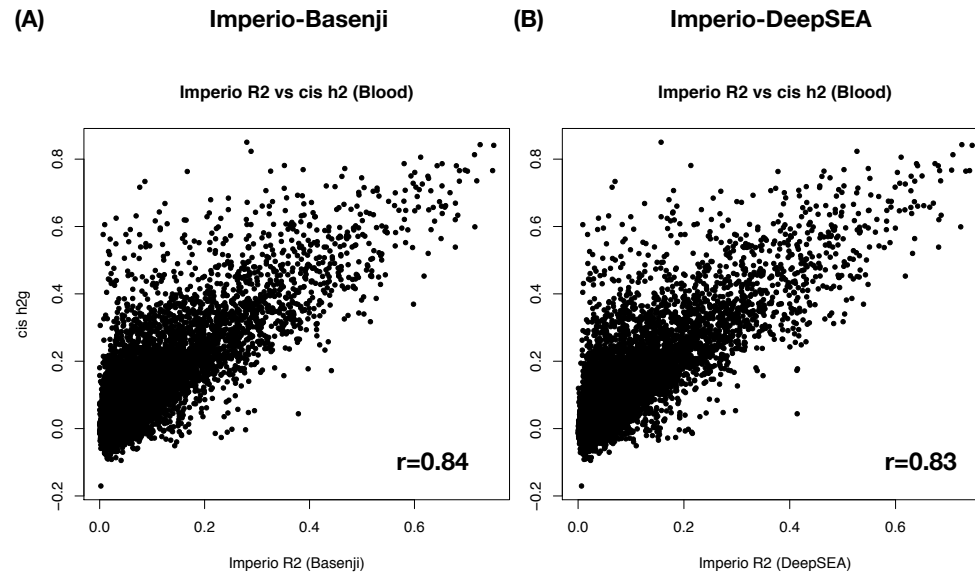 (A) Imperio-Basenji (B) Imperio-DeepSEA
Imperio R2 vs cis h2 (Blood) Imperio R2 vs cis h2 (Blood)
cis h2g
0.8
0.6
0.4
0.2
0.0
−0.2
r=0.84
0.0 0.2 0.4 0.6
Imperio R2 (Basenji)
0.8
0.6
0.4
0.2
0.0
−0.2
r=0.83
0.0 0.2 0.4 0.6
Imperio R2 (DeepSEA)